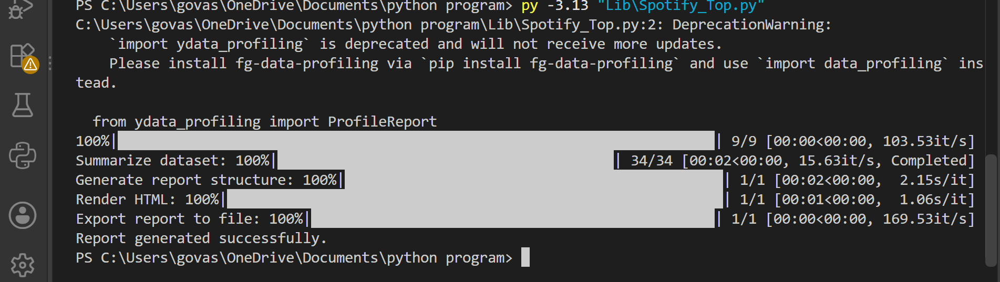 PS C:\Users\govas\OneDrive\Documents\python program> py -3.13 "Lib\Spotify_Top.py"
C:\Users\govas\OneDrive\Documents\python program\Lib\Spotify_Top.py:2: DeprecationWarning:
    `import ydata_profiling` is deprecated and will not receive more updates.
    Please install fg-data-profiling via `pip install fg-data-profiling` and use `import data_profiling` ins
tead.
  from ydata_profiling import ProfileReport
100%| | 9/9 [00:00<00:00, 103.53it/s]
Summarize dataset: 100%| | 34/34 [00:02<00:00, 15.63it/s, Completed]
Generate report structure: 100%| | 1/1 [00:02<00:00,  2.15s/it]
Render HTML: 100%| | 1/1 [00:01<00:00,  1.06s/it]
Export report to file: 100%| | 1/1 [00:00<00:00, 169.53it/s]
Report generated successfully.
PS C:\Users\govas\OneDrive\Documents\python program>